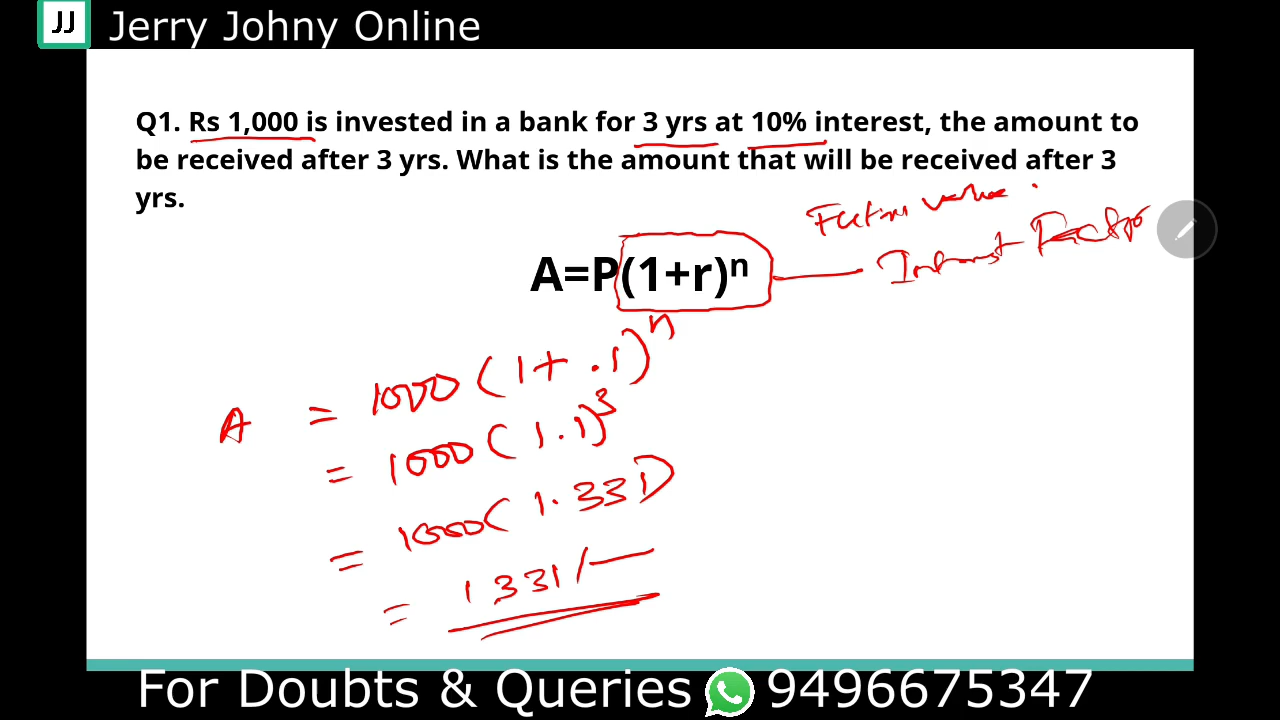 JJ Jerry Johny Online
Q1. Rs 1,000 is invested in a bank for 3 yrs at 10% interest, the amount to
be received after 3 yrs. What is the amount that will be received after 3
yrs.
Future value
A=P(1+r)ⁿ Interest Factor
A = 1000 (1 + .1)ⁿ
= 1000 (1.1)³
= 1000 (1.331)
= 1331/-
For Doubts & Queries 9496675347